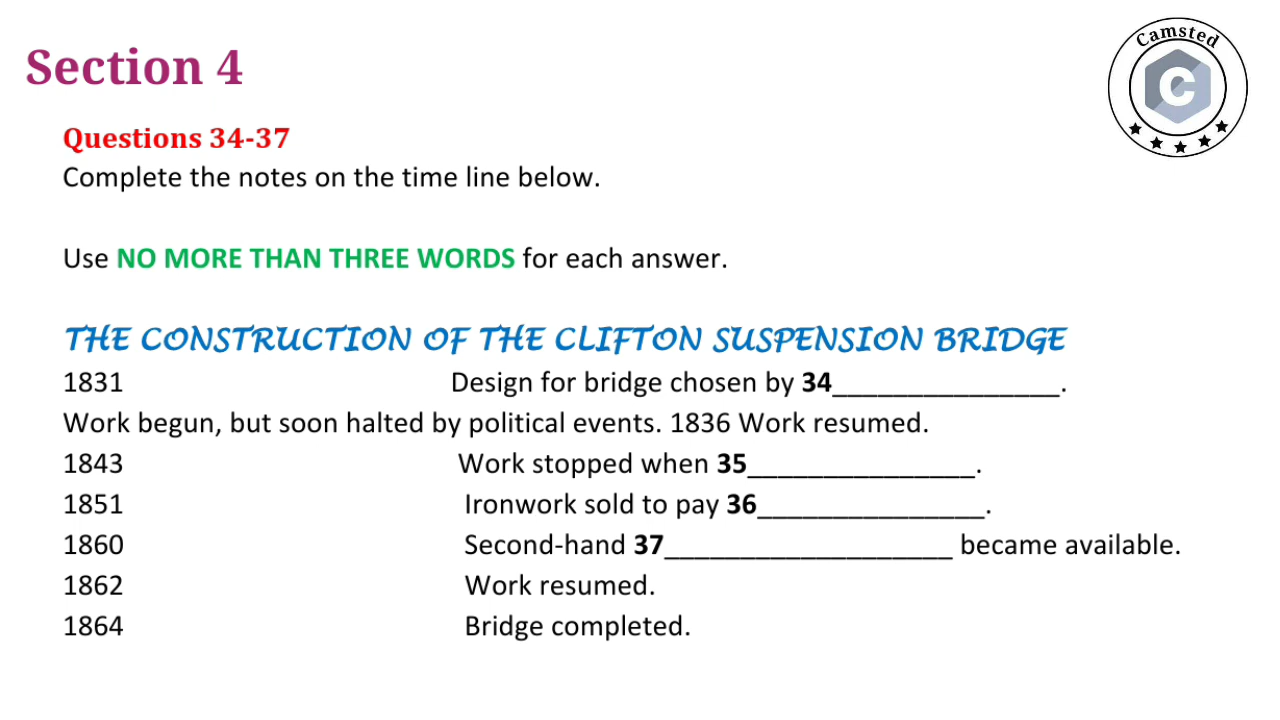 Section 4
Camsted
C
Questions 34-37
Complete the notes on the time line below.
Use NO MORE THAN THREE WORDS for each answer.
THE CONSTRUCTION OF THE CLIFTON SUSPENSION BRIDGE
1831 Design for bridge chosen by 34_______________.
Work begun, but soon halted by political events. 1836 Work resumed.
1843 Work stopped when 35_______________.
1851 Ironwork sold to pay 36_______________.
1860 Second-hand 37___________________ became available.
1862 Work resumed.
1864 Bridge completed.